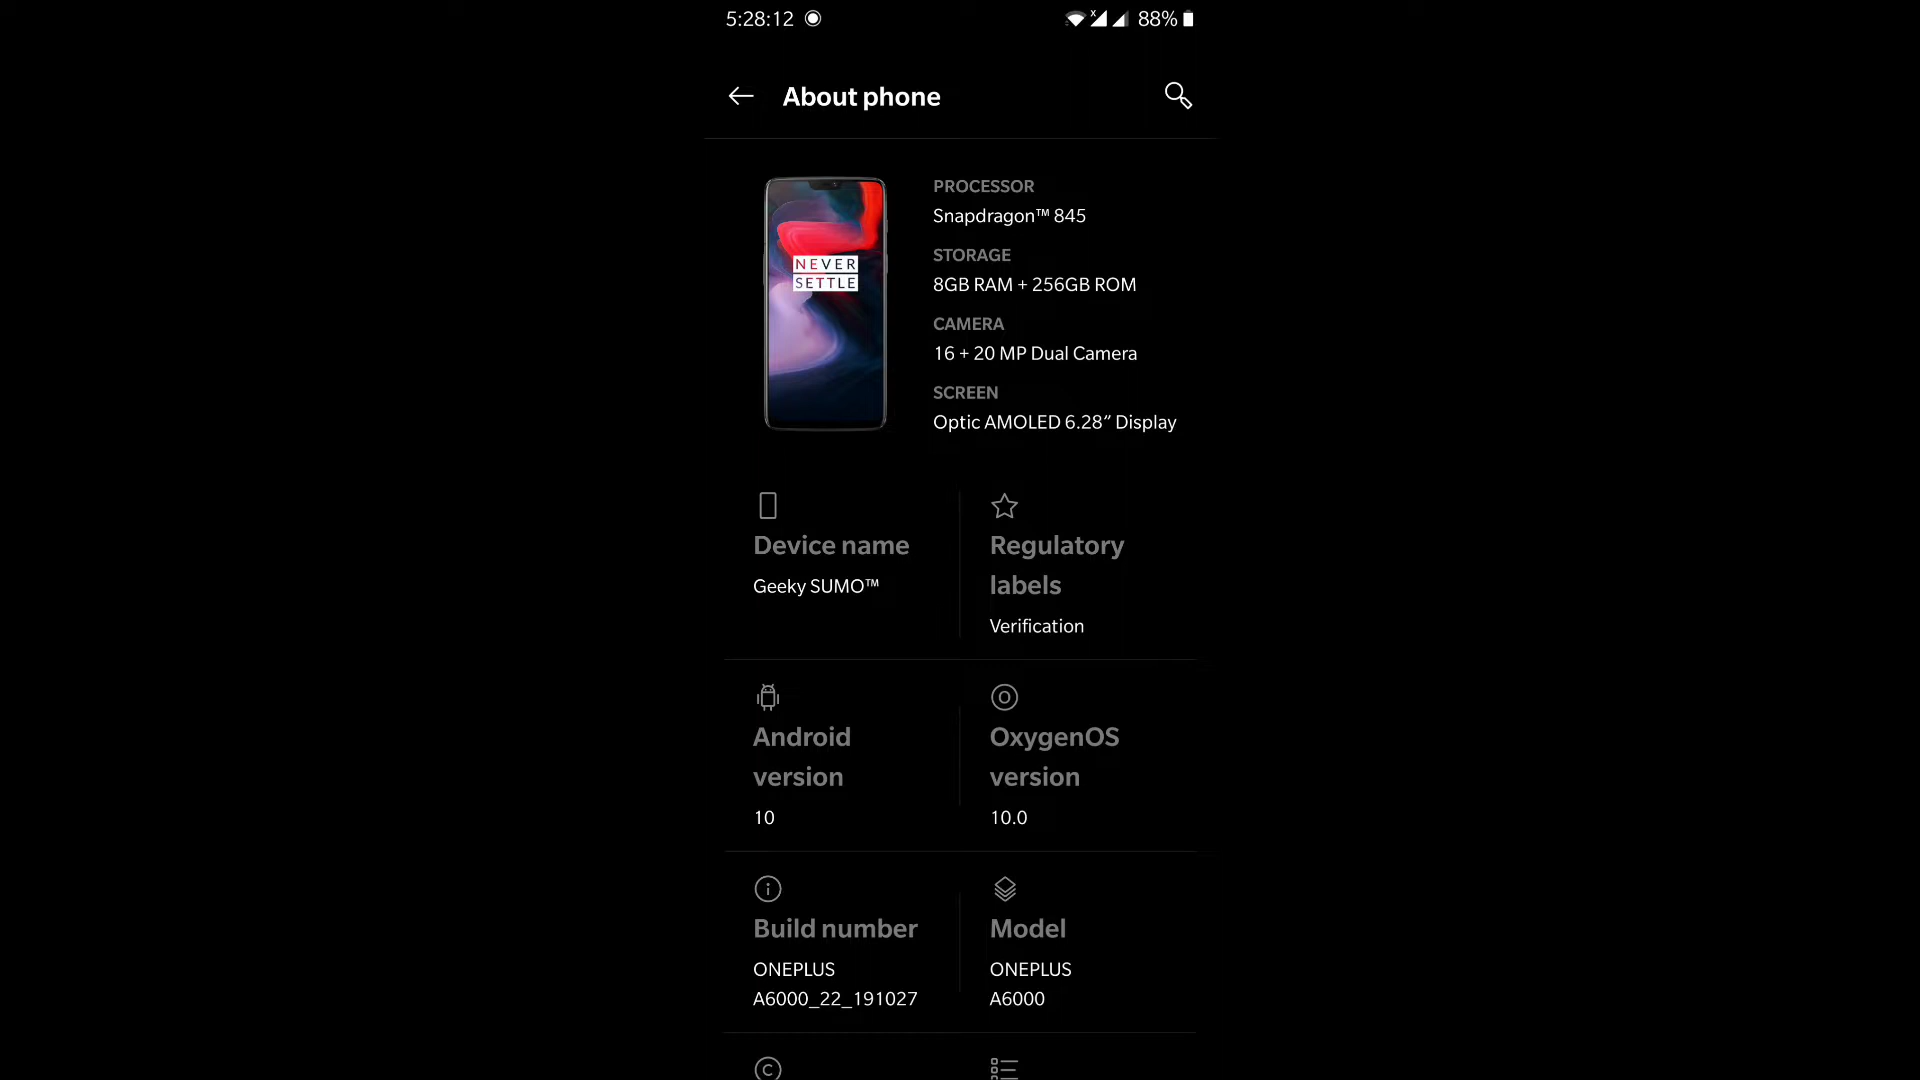 5:28:12
88%
About phone
NEVER
SETTLE
PROCESSOR
Snapdragon™ 845
STORAGE
8GB RAM + 256GB ROM
CAMERA
16 + 20 MP Dual Camera
SCREEN
Optic AMOLED 6.28″ Display
Device name
Geeky SUMO™
Regulatory
labels
Verification
Android
version
10
OxygenOS
version
10.0
Build number
ONEPLUS
A6000_22_191027
Model
ONEPLUS
A6000